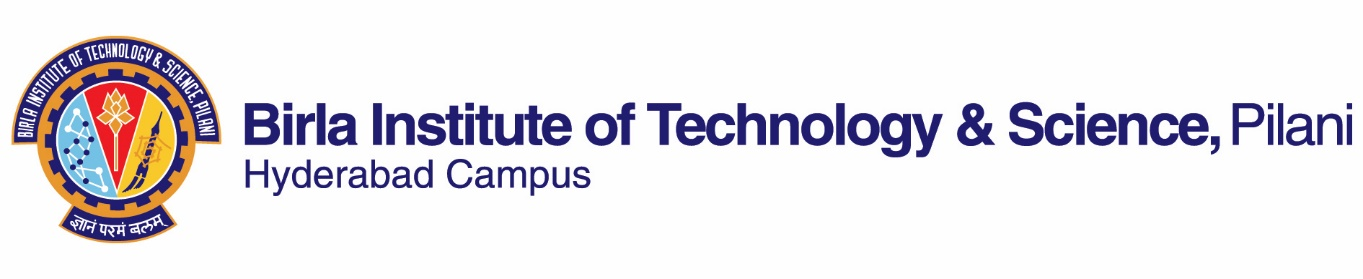 BIRLA INSTITUTE OF TECHNOLOGY & SCIENCE, PILANI
Birla Institute of Technology & Science, Pilani
Hyderabad Campus
ज्ञानं परमं बलम्